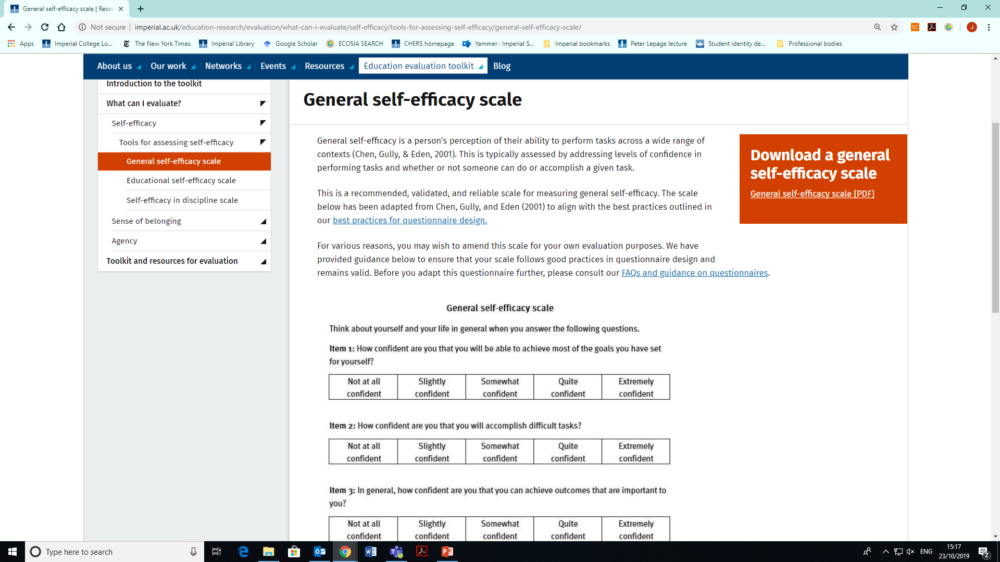 General self-efficacy scale | Resea
Not secure
imperial.ac.uk/education-research/evaluation/what-can-i-evaluate/self-efficacy/tools-for-assessing-self-efficacy/general-self-efficacy-scale/
SC
J
Apps
Imperial College Lo...
The New York Times
Imperial Library
Google Scholar
ECOSIA SEARCH
CHERS homepage
Yammer : Imperial S...
Imperial bookmarks
Peter Lepage lecture
Student identity de...
Professional bodies
About us
Our work
Networks
Events
Resources
Education evaluation toolkit
Blog
Introduction to the toolkit
What can I evaluate?
Self-efficacy
Tools for assessing self-efficacy
General self-efficacy scale
Educational self-efficacy scale
Self-efficacy in discipline scale
Sense of belonging
Agency
Toolkit and resources for evaluation
General self-efficacy scale
General self-efficacy is a person's perception of their ability to perform tasks across a wide range of
contexts (Chen, Gully, & Eden, 2001). This is typically assessed by addressing levels of confidence in
performing tasks and whether or not someone can do or accomplish a given task.
This is a recommended, validated, and reliable scale for measuring general self-efficacy. The scale
below has been adapted from Chen, Gully, and Eden (2001) to align with the best practices outlined in
our best practices for questionnaire design.
For various reasons, you may wish to amend this scale for your own evaluation purposes. We have
provided guidance below to ensure that your scale follows good practices in questionnaire design and
remains valid. Before you adapt this questionnaire further, please consult our FAQs and guidance on questionnaires.
Download a general
self-efficacy scale
General self-efficacy scale [PDF]
General self-efficacy scale
Think about yourself and your life in general when you answer the following questions.
Item 1: How confident are you that you will be able to achieve most of the goals you have set
for yourself?
Not at all confident
Slightly confident
Somewhat confident
Quite confident
Extremely confident
Item 2: How confident are you that you will accomplish difficult tasks?
Not at all confident
Slightly confident
Somewhat confident
Quite confident
Extremely confident
Item 3: In general, how confident are you that you can achieve outcomes that are important to
you?
Not at all confident
Slightly confident
Somewhat confident
Quite confident
Extremely confident
Type here to search
ENG
15:17
23/10/2019
2